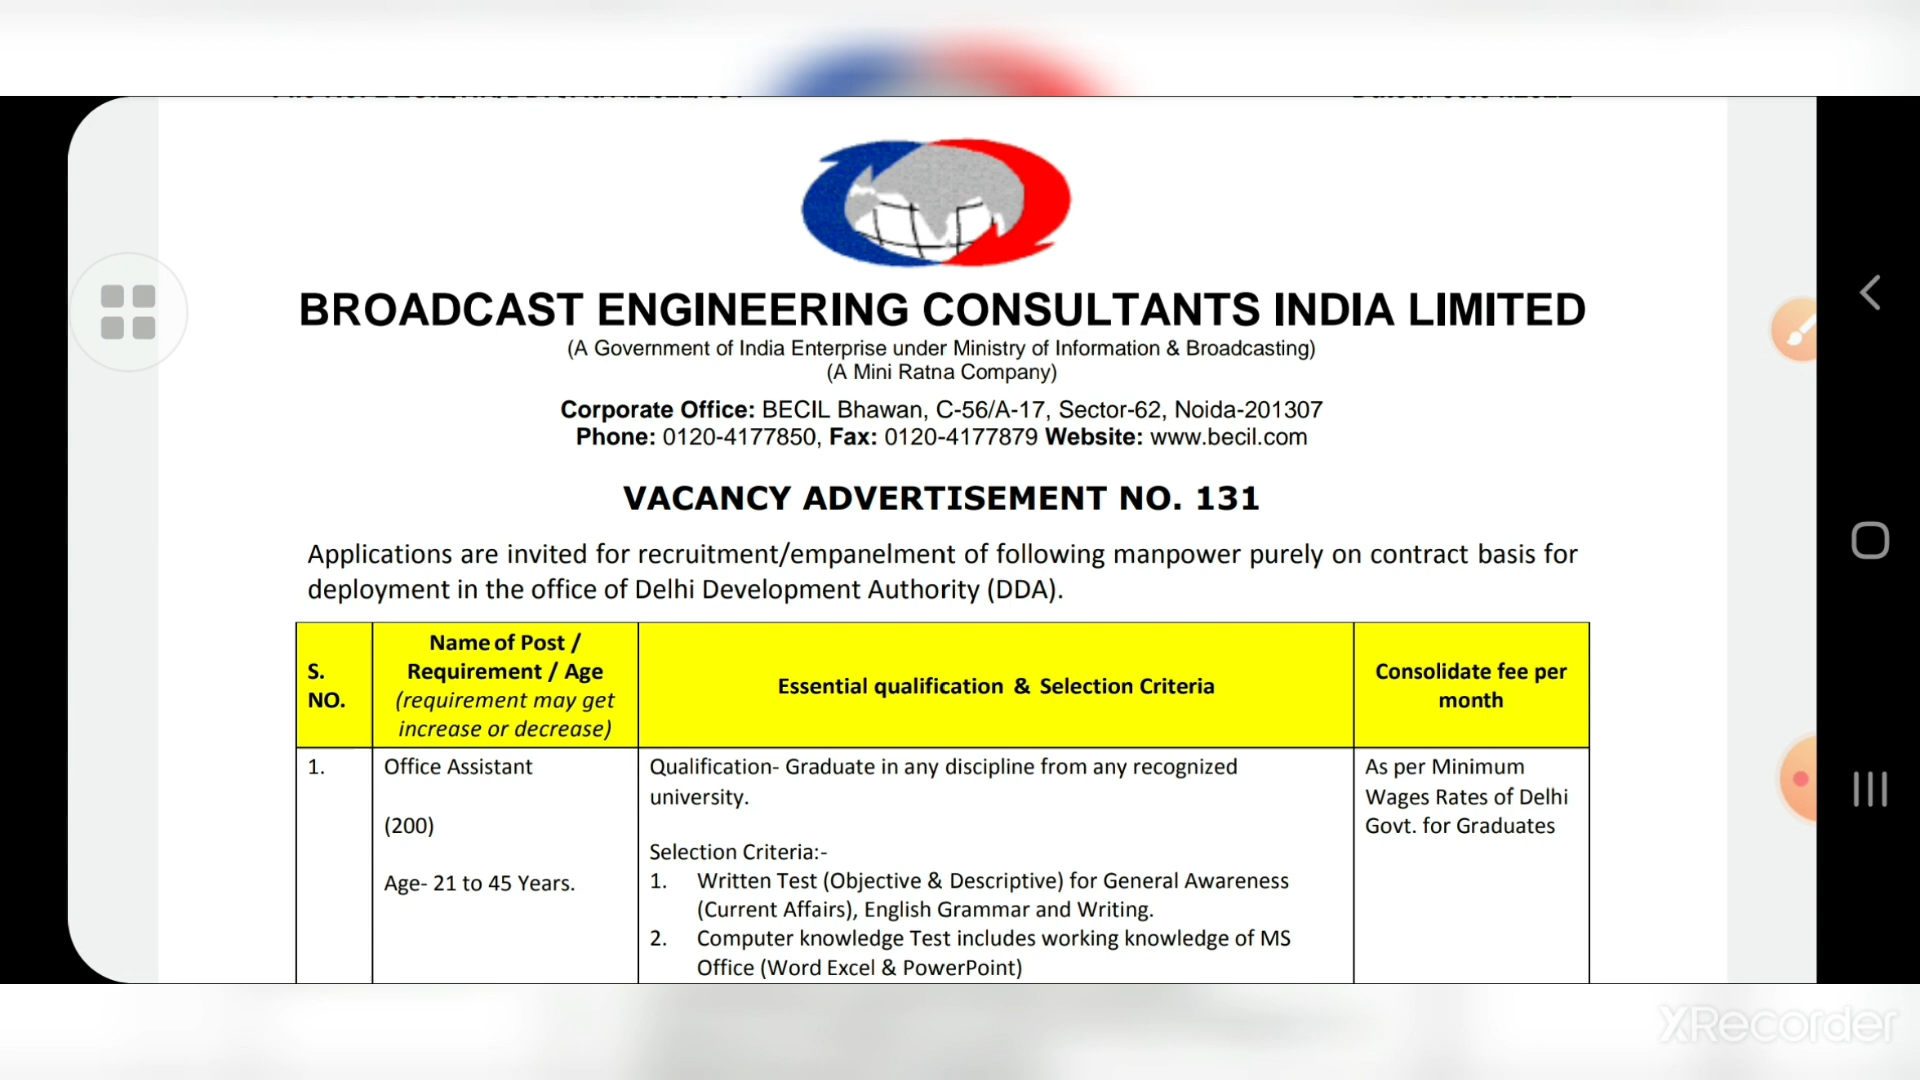 BROADCAST ENGINEERING CONSULTANTS INDIA LIMITED
(A Government of India Enterprise under Ministry of Information & Broadcasting)
(A Mini Ratna Company)
Corporate Office: BECIL Bhawan, C-56/A-17, Sector-62, Noida-201307
Phone: 0120-4177850, Fax: 0120-4177879 Website: www.becil.com
VACANCY ADVERTISEMENT NO. 131
Applications are invited for recruitment/empanelment of following manpower purely on contract basis for
deployment in the office of Delhi Development Authority (DDA).
S.
NO.
Name of Post /
Requirement / Age
(requirement may get
increase or decrease)
Essential qualification & Selection Criteria
Consolidate fee per
month
1.
Office Assistant
(200)
Age- 21 to 45 Years.
Qualification- Graduate in any discipline from any recognized
university.
Selection Criteria:-
1. Written Test (Objective & Descriptive) for General Awareness
(Current Affairs), English Grammar and Writing.
2. Computer knowledge Test includes working knowledge of MS
Office (Word Excel & PowerPoint)
As per Minimum
Wages Rates of Delhi
Govt. for Graduates
XRecorder